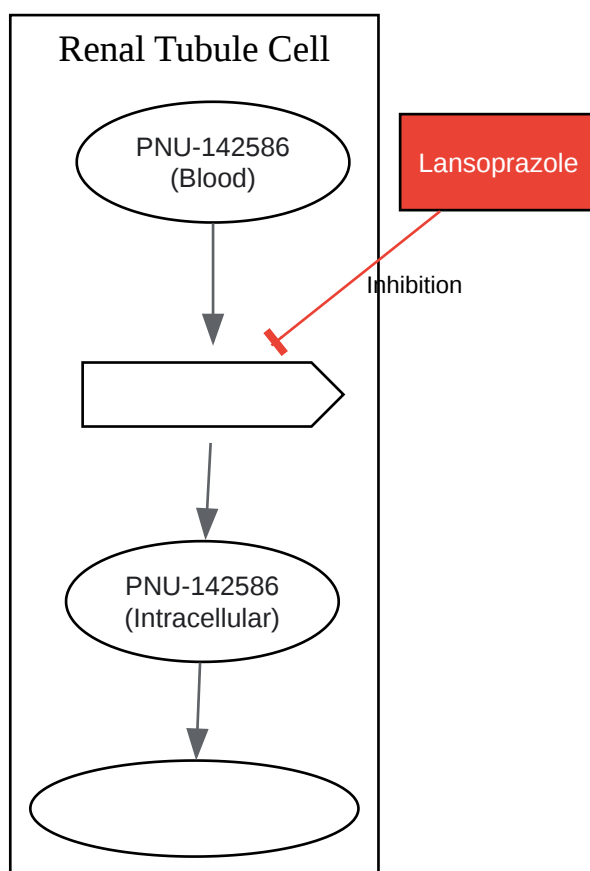 Renal Tubule Cell
PNU-142586
(Blood)
Lansoprazole
Inhibition
PNU-142586
(Intracellular)